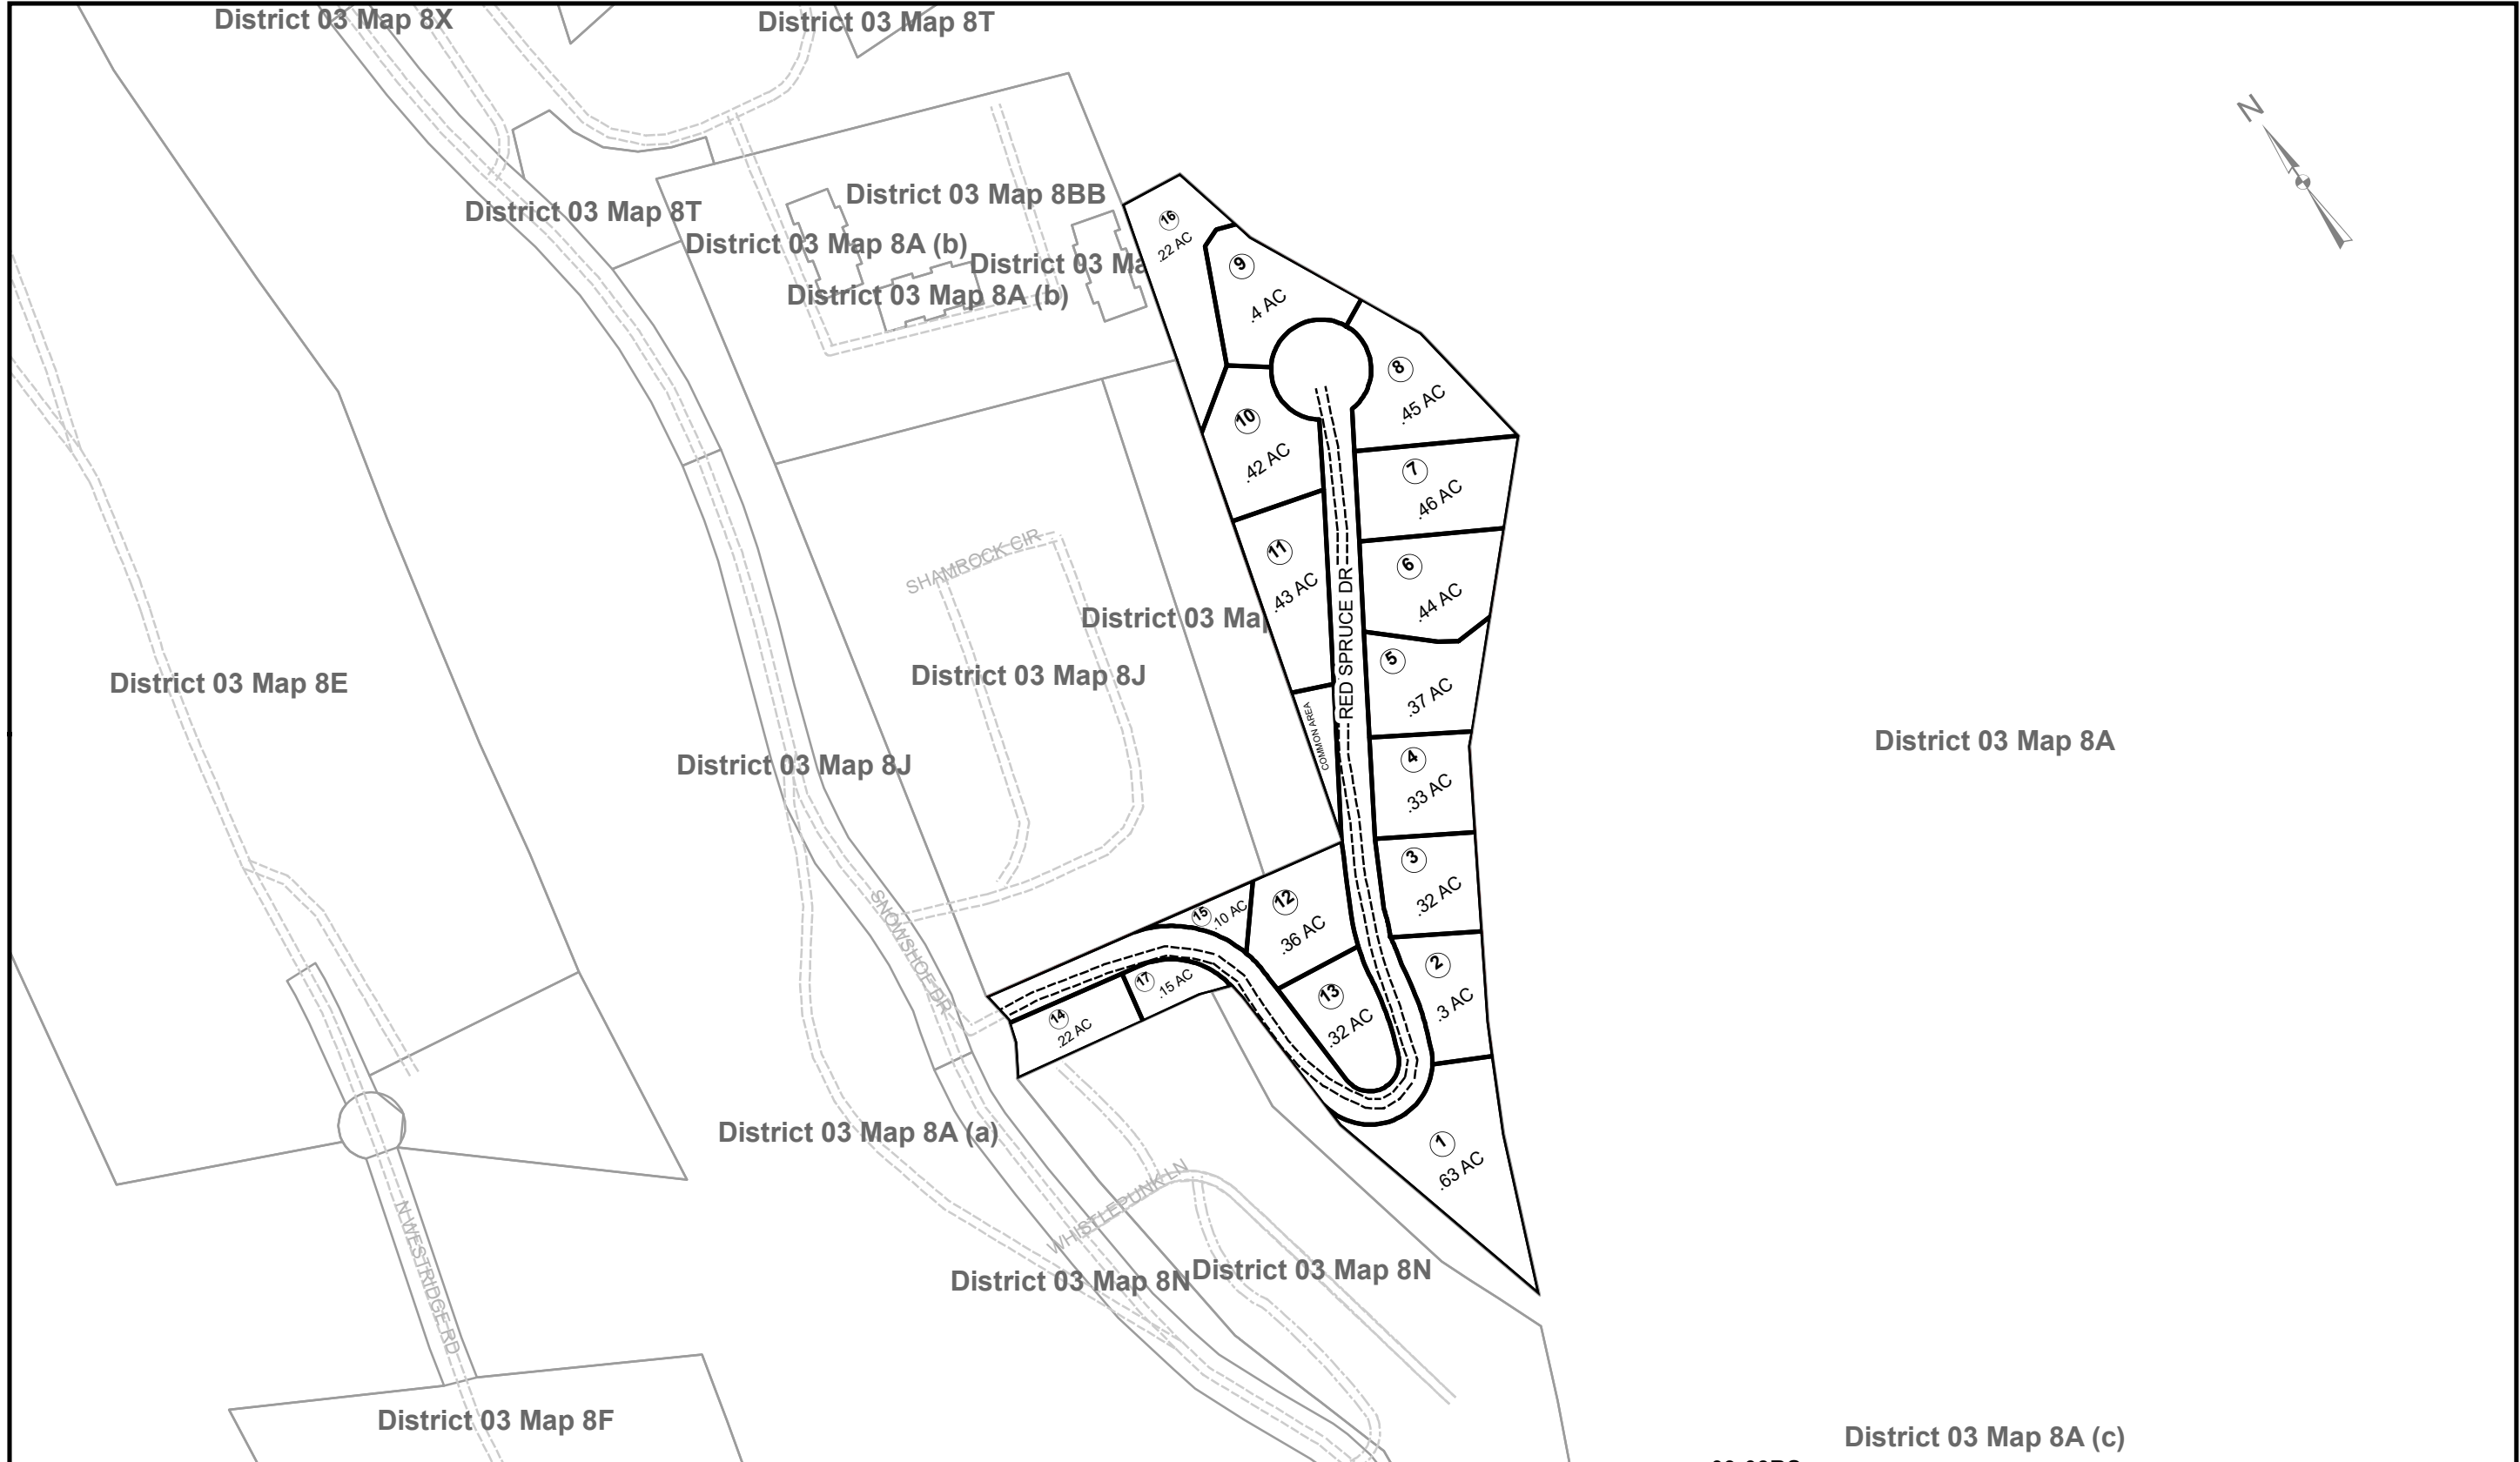 District 03 Map 8X
District 03 Map 8T
N
District 03 Map 8BB
District 03 Map 8T
District 03 Map 8A (b)
District 03 Ma
District 03 Map 8A (b)
16
.22 AC
9
.4 AC
8
.45 AC
10
.42 AC
7
.46 AC
11
.43 AC
6
.44 AC
SHAMROCK CIR
District 03 Map
RED SPRUCE DR
5
.37 AC
District 03 Map 8J
District 03 Map 8E
COMMON AREA
District 03 Map 8A
District 03 Map 8J
4
.33 AC
3
.32 AC
SNOWSHOE DR
15
.10 AC
12
.36 AC
2
.3 AC
17
.15 AC
13
.32 AC
14
.22 AC
District 03 Map 8A (a)
1
.63 AC
WHISTLEPUNK LN
N WESTRIDGE RD
District 03 Map 8N
District 03 Map 8N
District 03 Map 8F
District 03 Map 8A (c)